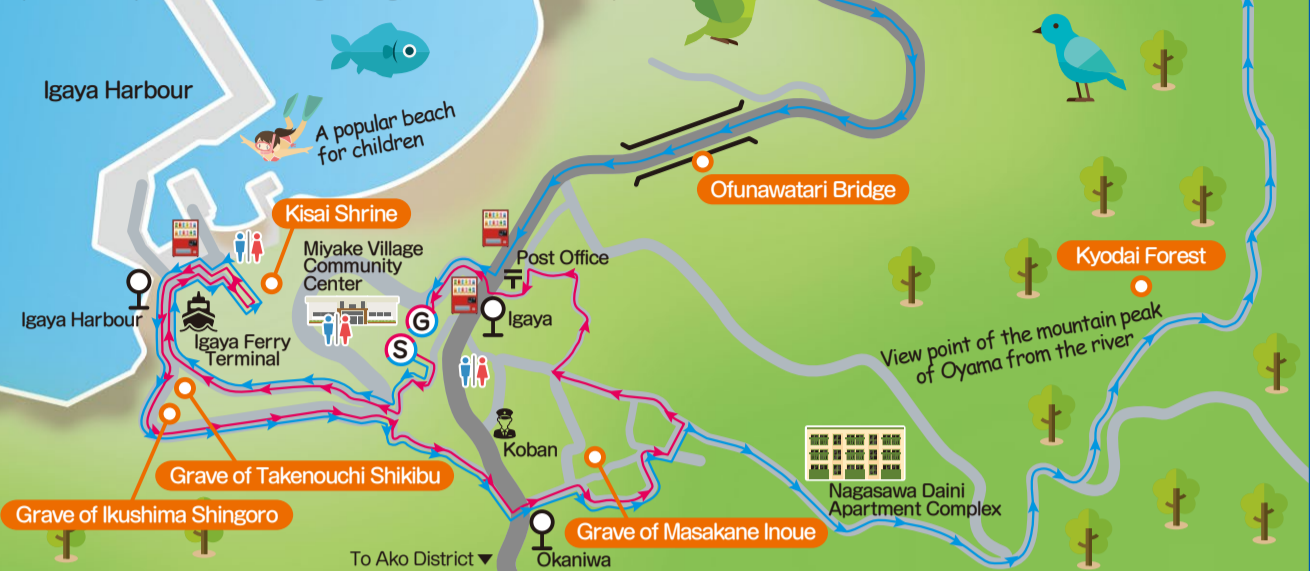 Igaya Harbour
A popular beach
for children
Ofunawatari Bridge
Kisai Shrine
Miyake Village
Community
Center
Post Office
Kyodai Forest
Igaya Harbour
Igaya Ferry
Terminal
G
S
Igaya
View point of the mountain peak
of Oyama from the river
Koban
Grave of Takenouchi Shikibu
Grave of Ikushima Shingoro
Nagasawa Daini
Apartment Complex
Grave of Masakane Inoue
To Ako District▼
Okaniwa